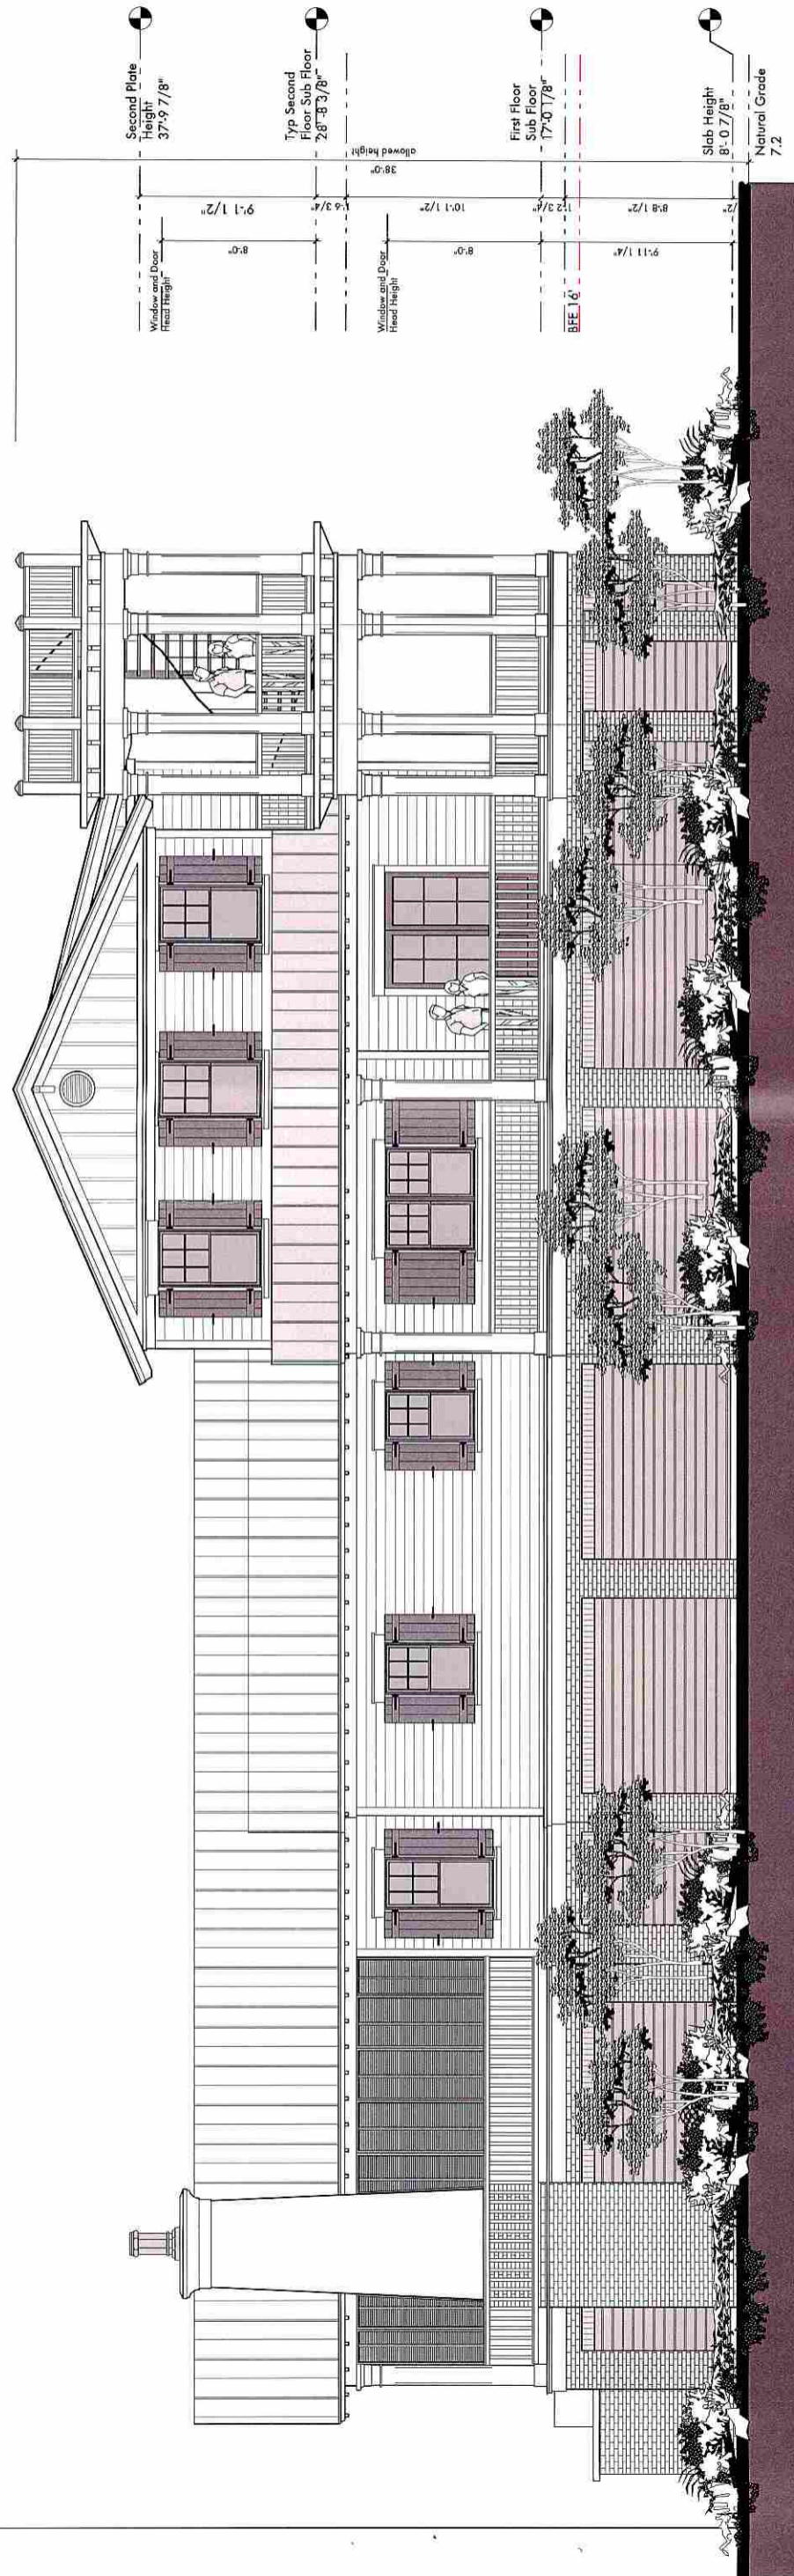 Second Plate
Height
37'-9 7/8"
Typ Second
Floor Sub Floor
28'-8 3/8"
First Floor
Sub Floor
17'-0 1/8"
Slab Height
8'- 0 7/8"
Natural Grade
7.2
38'-0"
allowed height
9'-1 1/2"
10'-1 1/2"
8'-8 1/2"
Window and Door
Head Height
8'-0"
Window and Door
Head Height
8'-0"
9'-11 1/4"
BFE 16'